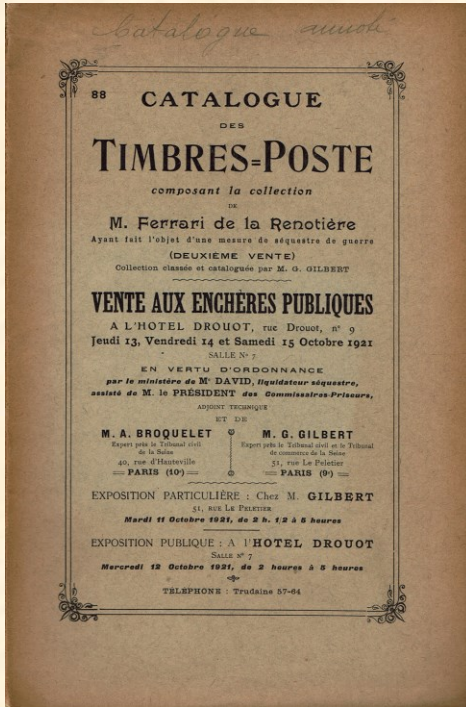 Catalogue annoté
88
CATALOGUE
DES
TIMBRES=POSTE
composant la collection
DE
M. Ferrari de la Renotière
Ayant fait l'objet d'une mesure de séquestre de guerre
(DEUXIÈME VENTE)
Collection classée et cataloguée par M. G. GILBERT
VENTE AUX ENCHÈRES PUBLIQUES
A L'HOTEL DROUOT, rue Drouot, nº 9
Jeudi 13, Vendredi 14 et Samedi 15 Octobre 1921
SALLE Nº 7
EN VERTU D'ORDONNANCE
par le ministère de Mᵉ DAVID, liquidateur séquestre,
assisté de M. le PRÉSIDENT des Commissaires-Priseurs,
ADJOINT TECHNIQUE
ET DE
M. A. BROQUELET
Expert près le Tribunal civil
de la Seine
40, rue d'Hauteville
PARIS (10ᵉ)
M. G. GILBERT
Expert près le Tribunal civil et le Tribunal
de commerce de la Seine
51, rue Le Peletier
PARIS (9ᵉ)
EXPOSITION PARTICULIÈRE : Chez M. GILBERT
51, RUE LE PELETIER
Mardi 11 Octobre 1921, de 2 h. 1/2 à 5 heures
EXPOSITION PUBLIQUE : A l'HOTEL DROUOT
SALLE nº 7
Mercredi 12 Octobre 1921, de 2 heures à 5 heures
TÉLÉPHONE : Trudaine 57-64